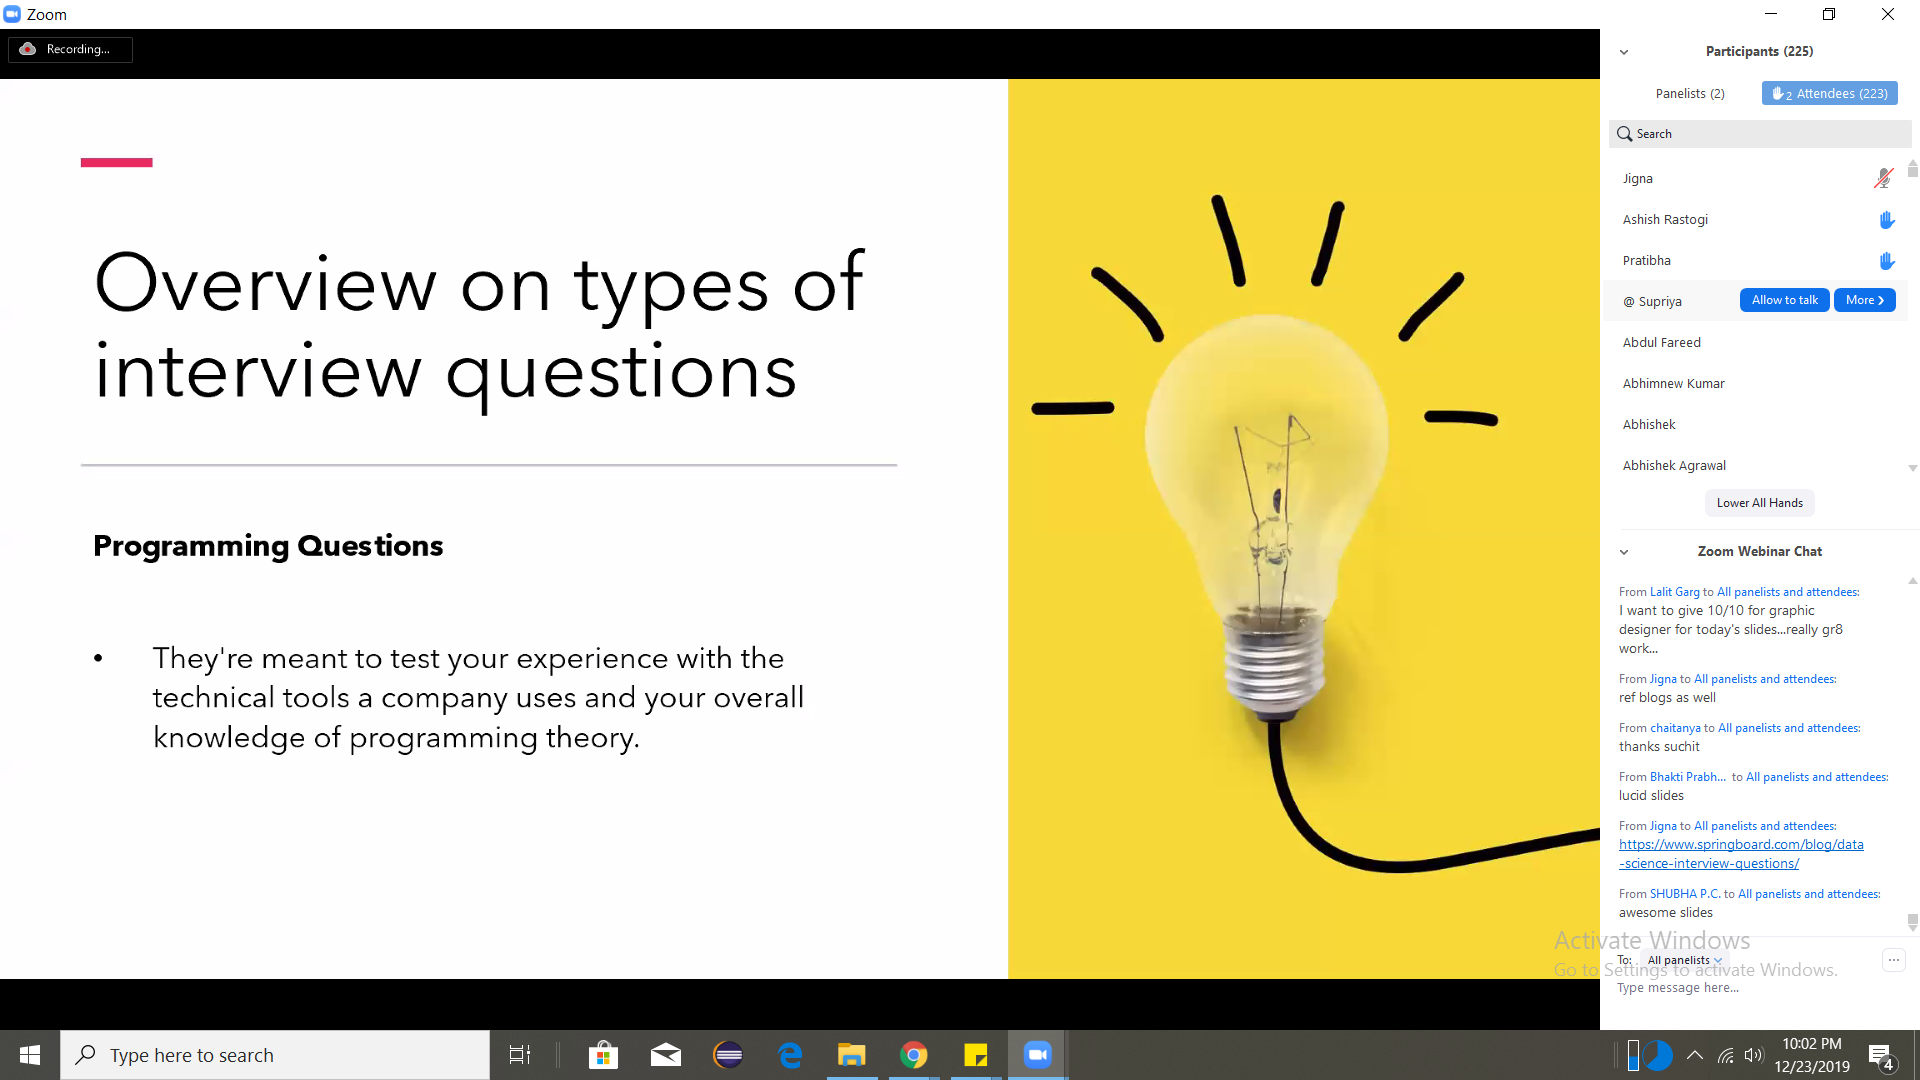 Zoom
Recording...
Overview on types of
interview questions
Programming Questions
• They're meant to test your experience with the
technical tools a company uses and your overall
knowledge of programming theory.
Participants (225)
Panelists (2)
2 Attendees (223)
Search
Jigna
Ashish Rastogi
Pratibha
@ Supriya
Allow to talk
More
Abdul Fareed
Abhimnew Kumar
Abhishek
Abhishek Agrawal
Lower All Hands
Zoom Webinar Chat
From Lalit Garg to All panelists and attendees:
I want to give 10/10 for graphic
designer for today's slides...really gr8
work...
From Jigna to All panelists and attendees:
ref blogs as well
From chaitanya to All panelists and attendees:
thanks suchit
From Bhakti Prabh... to All panelists and attendees:
lucid slides
From Jigna to All panelists and attendees:
https://www.springboard.com/blog/data
-science-interview-questions/
From SHUBHA P.C. to All panelists and attendees:
awesome slides
Activate Windows
Go to Settings to activate Windows.
To: All panelists
Type message here...
Type here to search
10:02 PM
12/23/2019
4